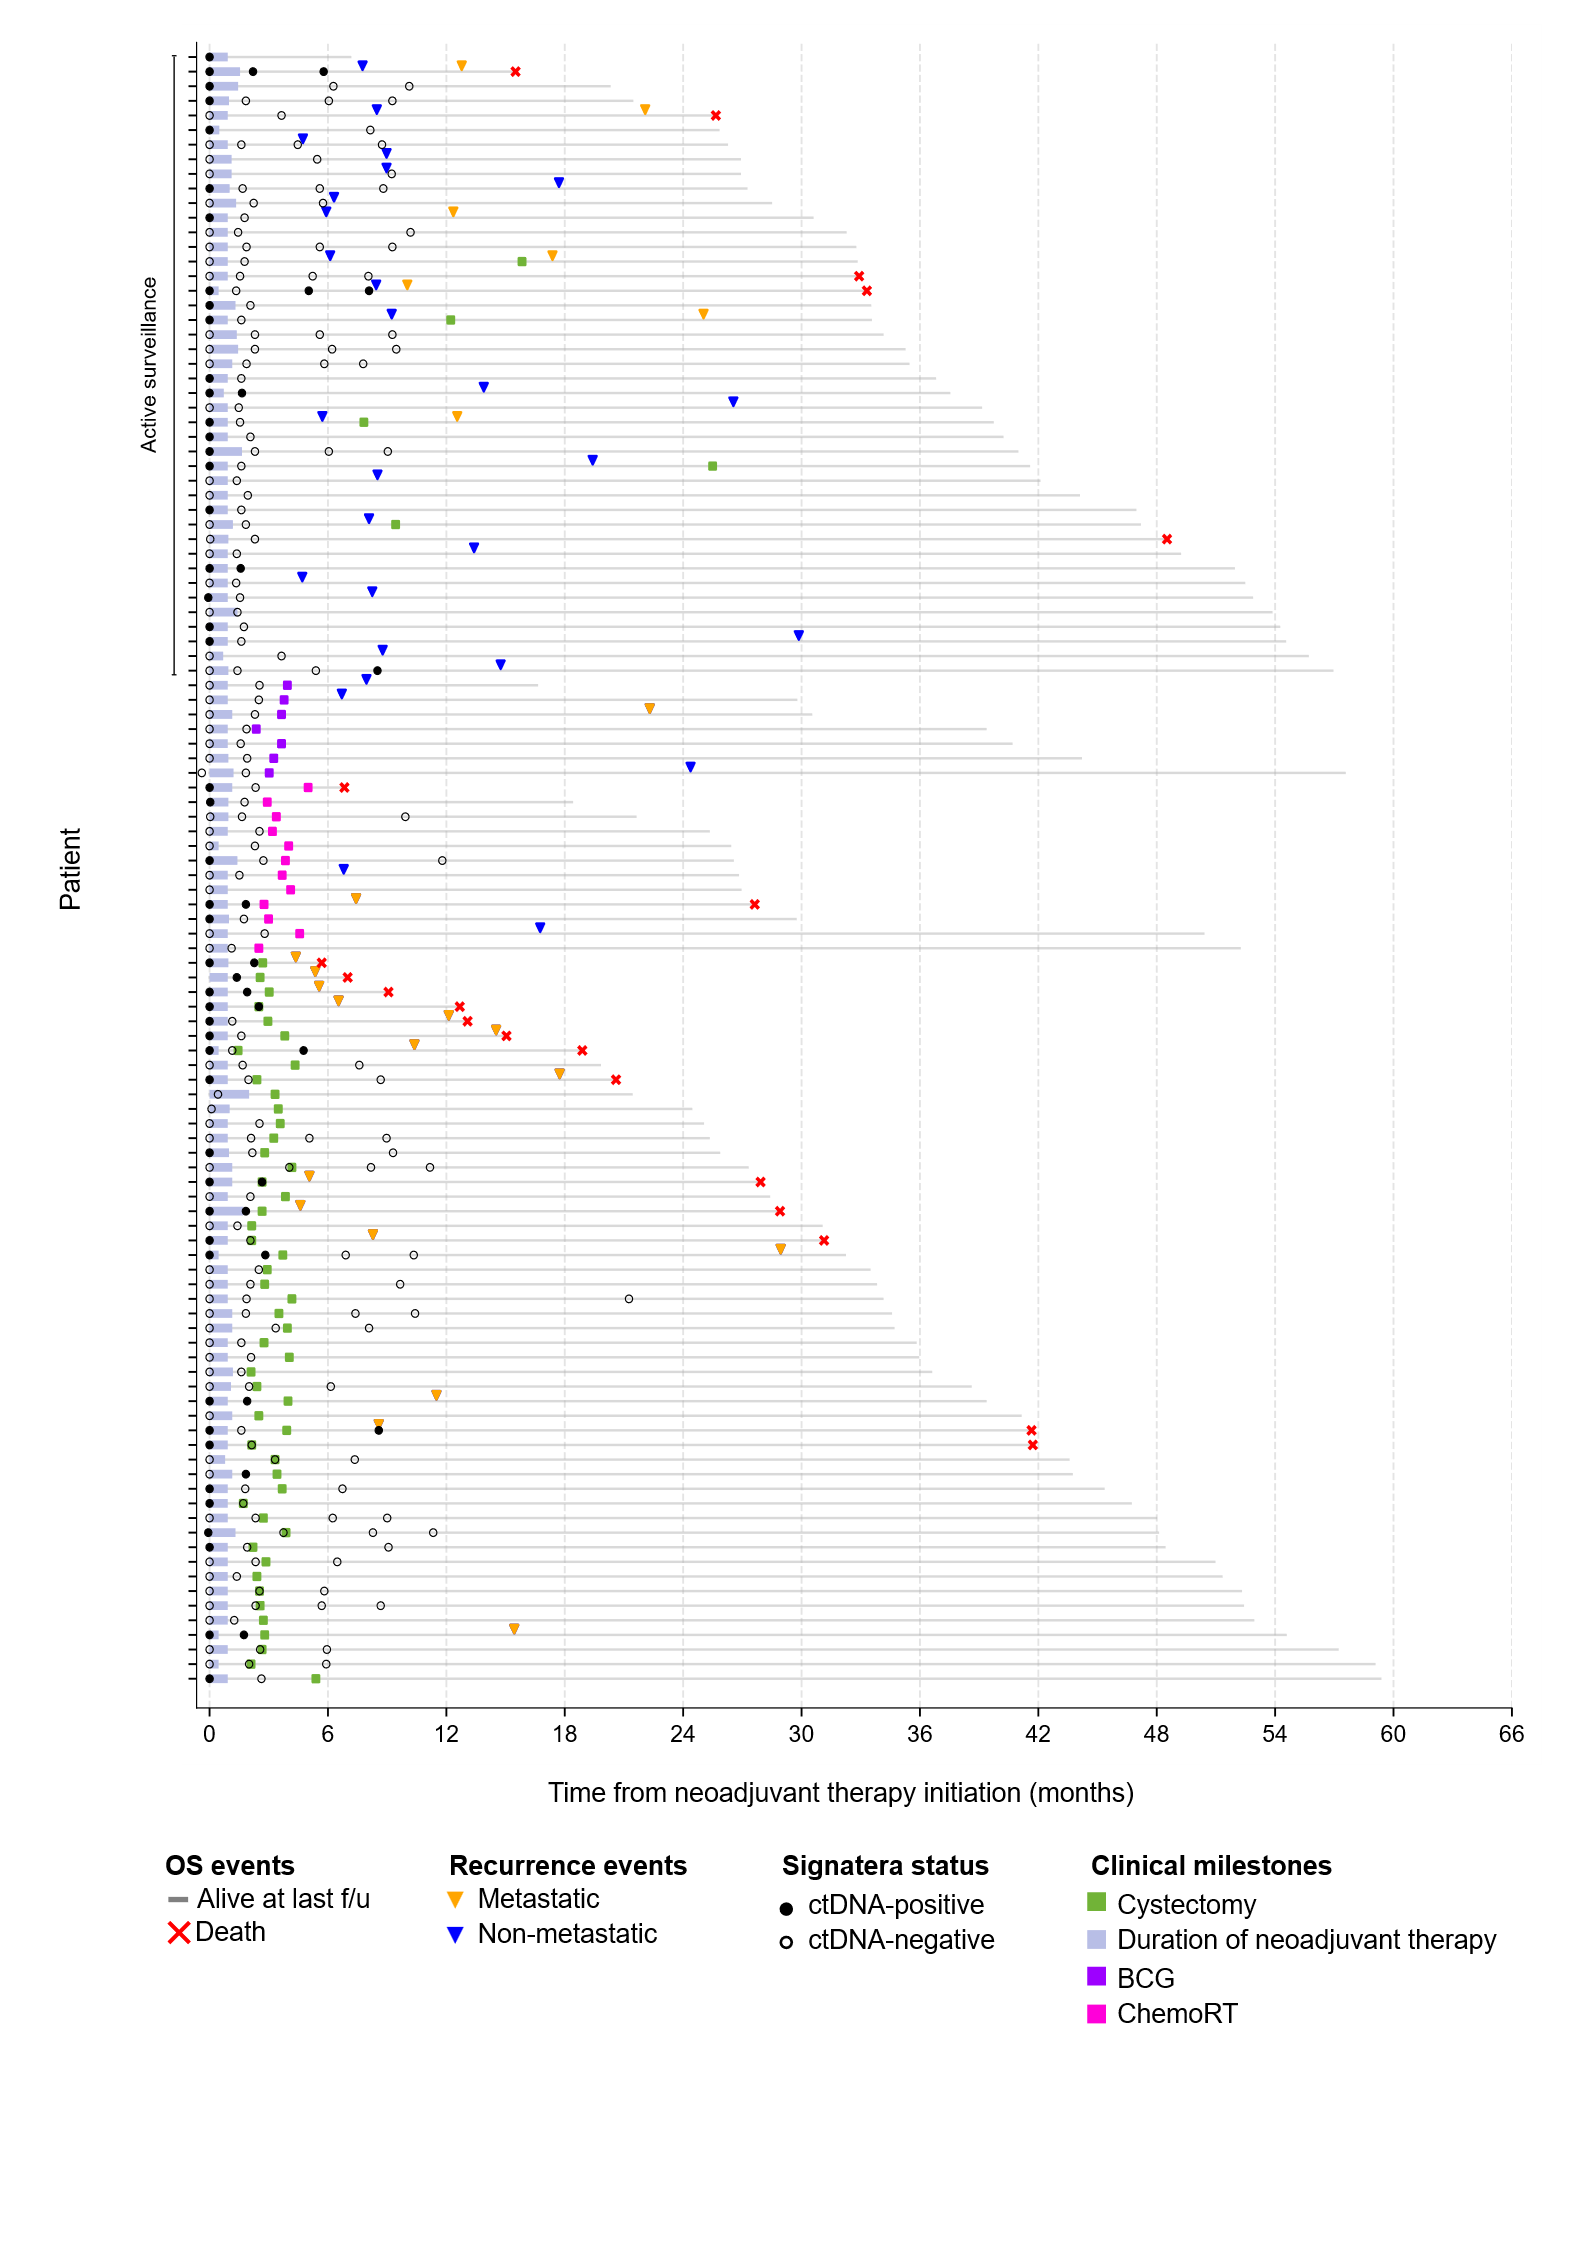 Active surveillance
Patient
0 6 12 18 24 30 36 42 48 54 60 66
Time from neoadjuvant therapy initiation (months)
OS events
Alive at last f/u
Death
Recurrence events
Metastatic
Non-metastatic
Signatera status
ctDNA-positive
ctDNA-negative
Clinical milestones
Cystectomy
Duration of neoadjuvant therapy
BCG
ChemoRT